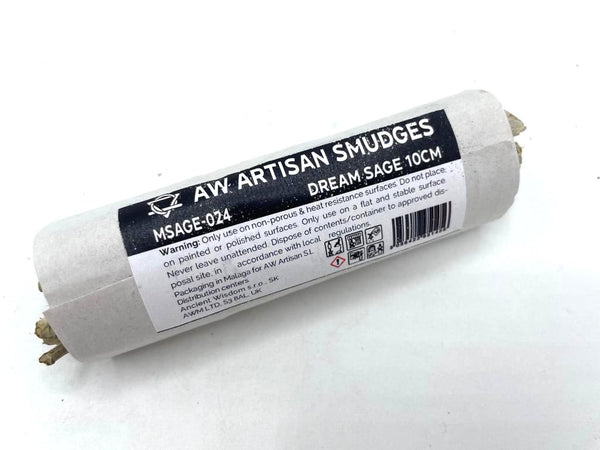 AW ARTISAN SMUDGES
MSAGE-024 DREAM SAGE 10CM
Warning: Only use on non-porous & heat resistance surfaces. Do not place
on painted or polished surfaces. Only use on a flat and stable surface.
Never leave unattended. Dispose of contents/container to approved dis-
posal site, in accordance with local regulations.
Packaging in Malaga for AW Artisan S.L
Distribution centers
Ancient Wisdom s.r.o., SK
AWM LTD, S3 8AL, UK